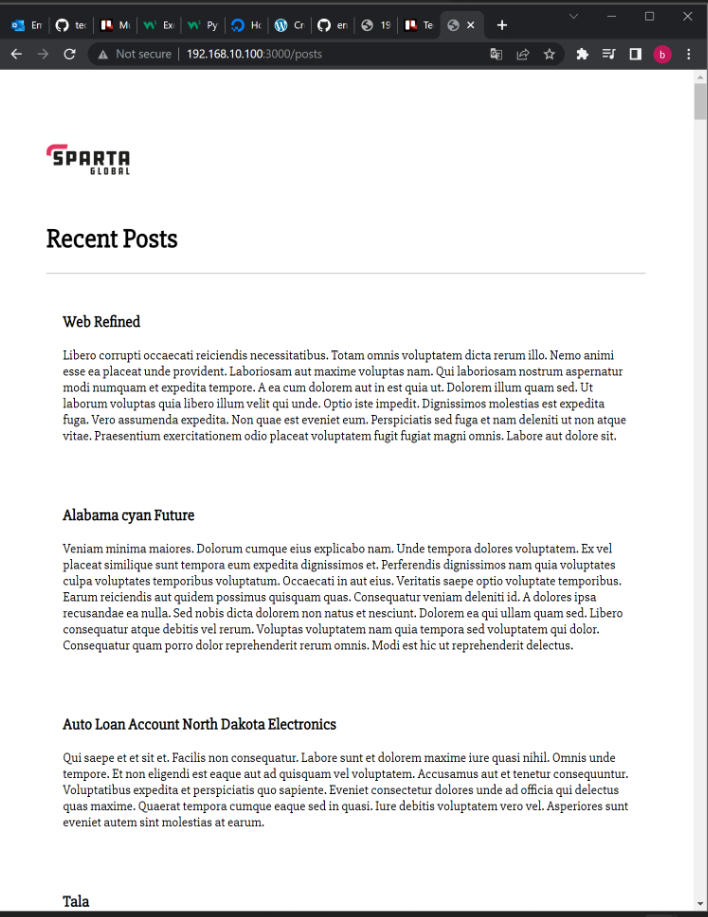 En
tec
Mu
Ex
Py
Ho
Cr
en
19
Te
Not secure
192.168.10.100:3000/posts
b
SPARTA
GLOBAL
Recent Posts
Web Refined
Libero corrupti occaecati reiciendis necessitatibus. Totam omnis voluptatem dicta rerum illo. Nemo animi
esse ea placeat unde provident. Laboriosam aut maxime voluptas nam. Qui laboriosam nostrum aspernatur
modi numquam et expedita tempore. A ea cum dolorem aut in est quia ut. Dolorem illum quam sed. Ut
laborum voluptas quia libero illum velit qui unde. Optio iste impedit. Dignissimos molestias est expedita
fuga. Vero assumenda expedita. Non quae est eveniet eum. Perspiciatis sed fuga et nam deleniti ut non atque
vitae. Praesentium exercitationem odio placeat voluptatem fugit fugiat magni omnis. Labore aut dolore sit.
Alabama cyan Future
Veniam minima maiores. Dolorum cumque eius explicabo nam. Unde tempora dolores voluptatem. Ex vel
placeat similique sunt tempora eum expedita dignissimos et. Perferendis dignissimos nam quia voluptates
culpa voluptates temporibus voluptatum. Occaecati in aut eius. Veritatis saepe optio voluptate temporibus.
Earum reiciendis aut quidem possimus quisquam quas. Consequatur veniam deleniti id. A dolores ipsa
recusandae ea nulla. Sed nobis dicta dolorem non natus et nesciunt. Dolorem ea qui ullam quam sed. Libero
consequatur atque debitis vel rerum. Voluptas voluptatem nam quia tempora sed voluptatem qui dolor.
Consequatur quam porro dolor reprehenderit rerum omnis. Modi est hic ut reprehenderit delectus.
Auto Loan Account North Dakota Electronics
Qui saepe et et sit et. Facilis non consequatur. Labore sunt et dolorem maxime iure quasi nihil. Omnis unde
tempore. Et non eligendi est eaque aut ad quisquam vel voluptatem. Accusamus aut et tenetur consequuntur.
Voluptatibus expedita et perspiciatis quo sapiente. Eveniet consectetur dolores unde ad officia qui delectus
quas maxime. Quaerat tempora cumque eaque sed in quasi. Iure debitis voluptatem vero vel. Asperiores sunt
eveniet autem sint molestias at earum.
Tala